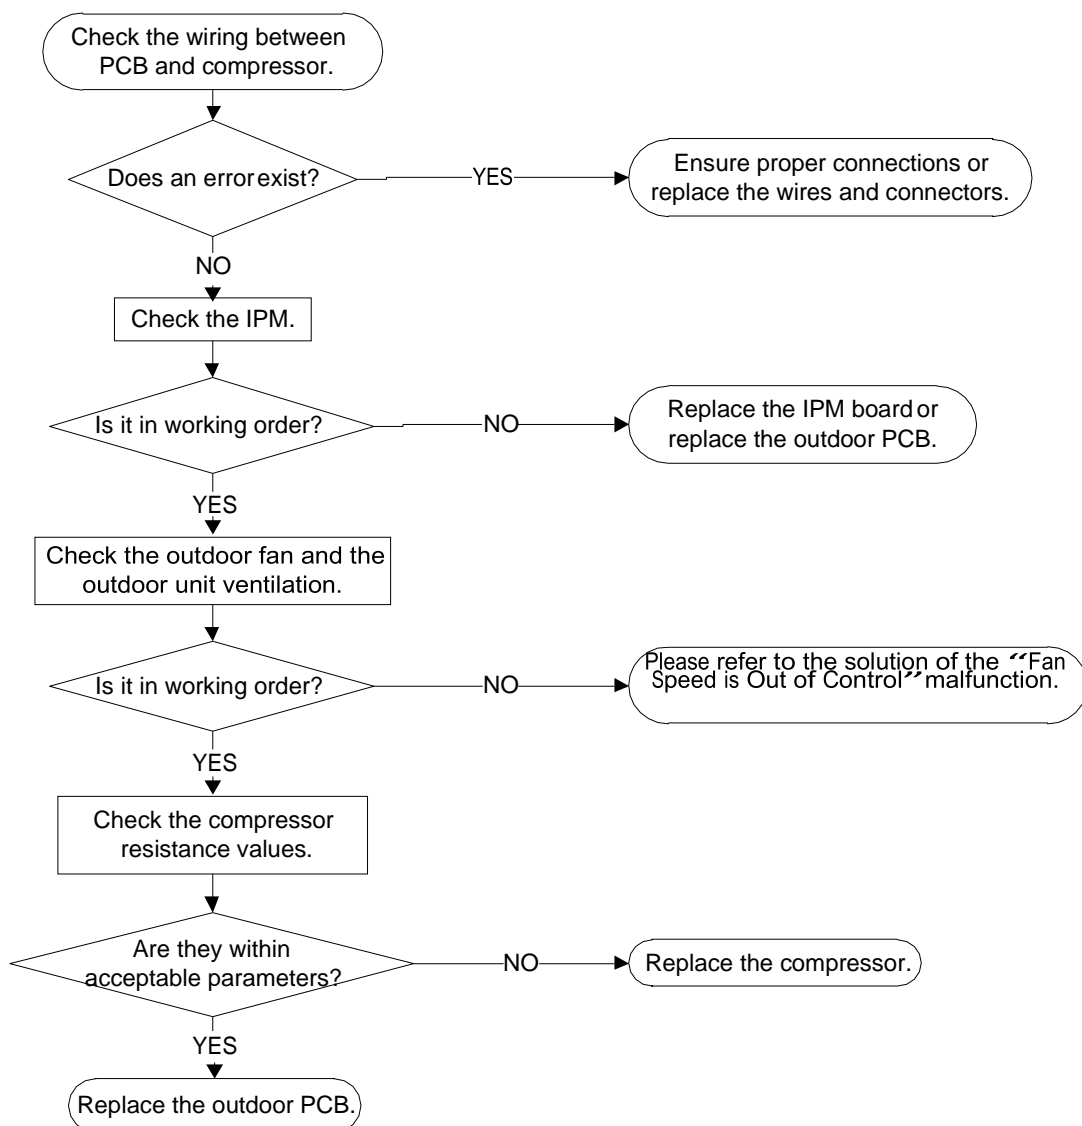 Check the wiring between
PCB and compressor.
Does an error exist?
YES
Ensure proper connections or
replace the wires and connectors.
NO
Check the IPM.
Is it in working order?
NO
Replace the IPM board or
replace the outdoor PCB.
YES
Check the outdoor fan and the
outdoor unit ventilation.
Is it in working order?
NO
Please refer to the solution of the “Fan
Speed is Out of Control” malfunction.
YES
Check the compressor
resistance values.
Are they within
acceptable parameters?
NO
Replace the compressor.
YES
Replace the outdoor PCB.